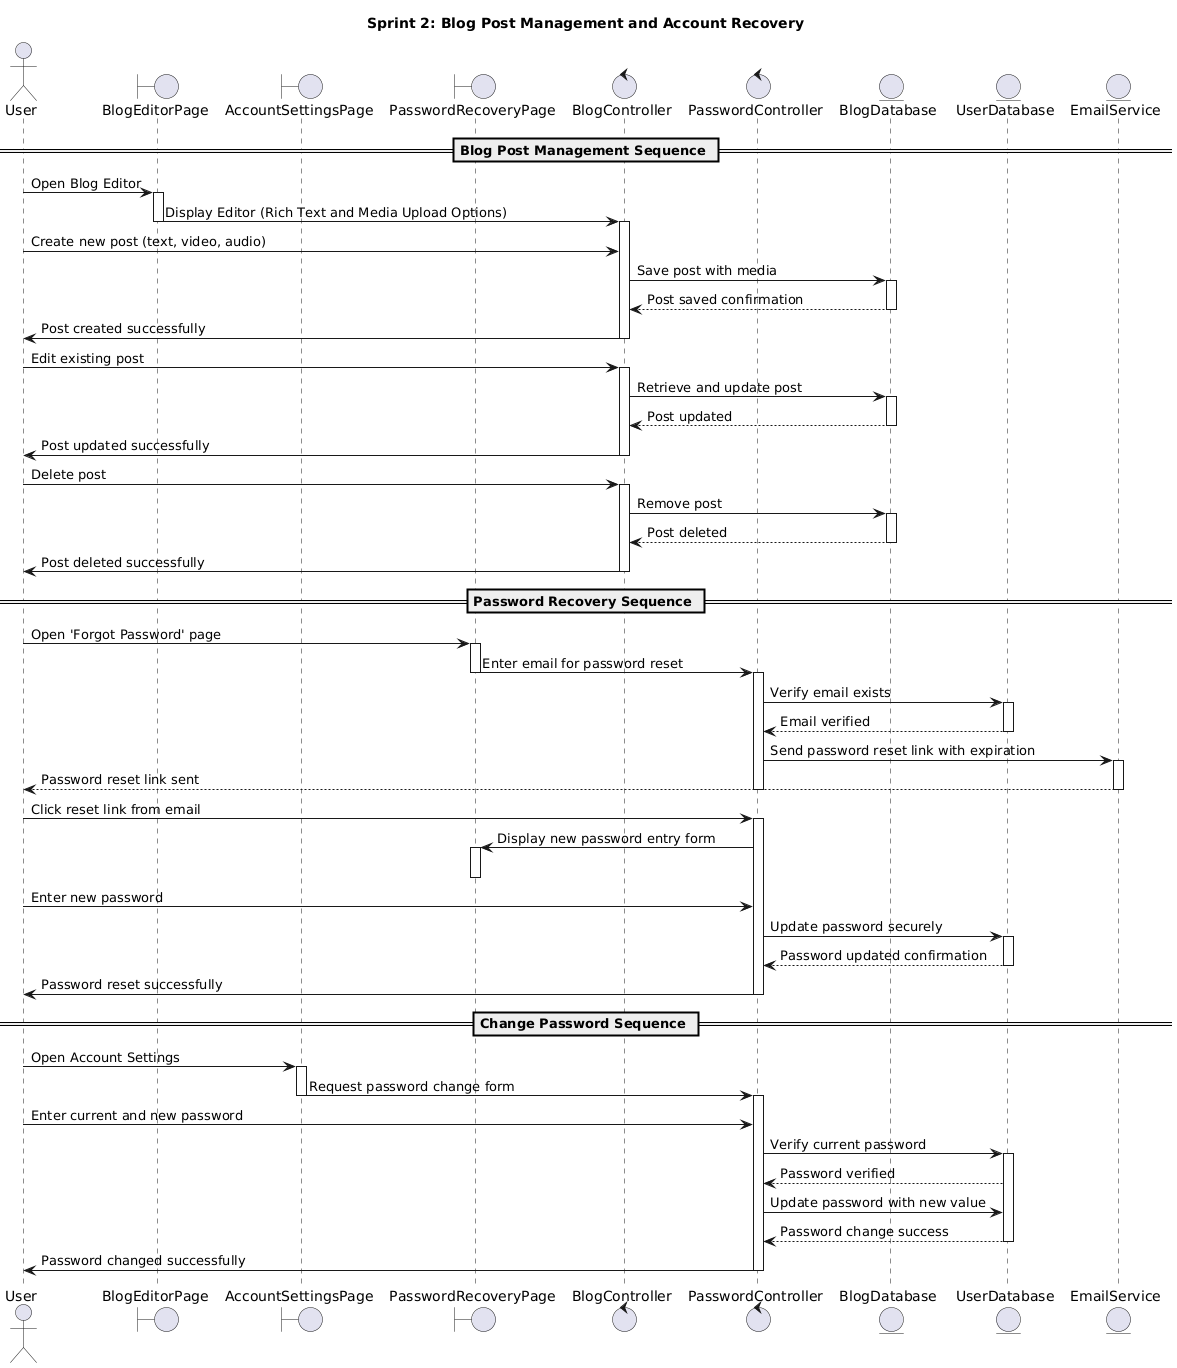 Sprint 2: Blog Post Management and Account Recovery
User BlogEditorPage AccountSettingsPage PasswordRecoveryPage BlogController PasswordController BlogDatabase UserDatabase EmailService
Blog Post Management Sequence
Open Blog Editor
Display Editor (Rich Text and Media Upload Options)
Create new post (text, video, audio)
Save post with media
Post saved confirmation
Post created successfully
Edit existing post
Retrieve and update post
Post updated
Post updated successfully
Delete post
Remove post
Post deleted
Post deleted successfully
Password Recovery Sequence
Open 'Forgot Password' page
Enter email for password reset
Verify email exists
Email verified
Send password reset link with expiration
Password reset link sent
Click reset link from email
Display new password entry form
Enter new password
Update password securely
Password updated confirmation
Password reset successfully
Change Password Sequence
Open Account Settings
Request password change form
Enter current and new password
Verify current password
Password verified
Update password with new value
Password change success
Password changed successfully
User BlogEditorPage AccountSettingsPage PasswordRecoveryPage BlogController PasswordController BlogDatabase UserDatabase EmailService